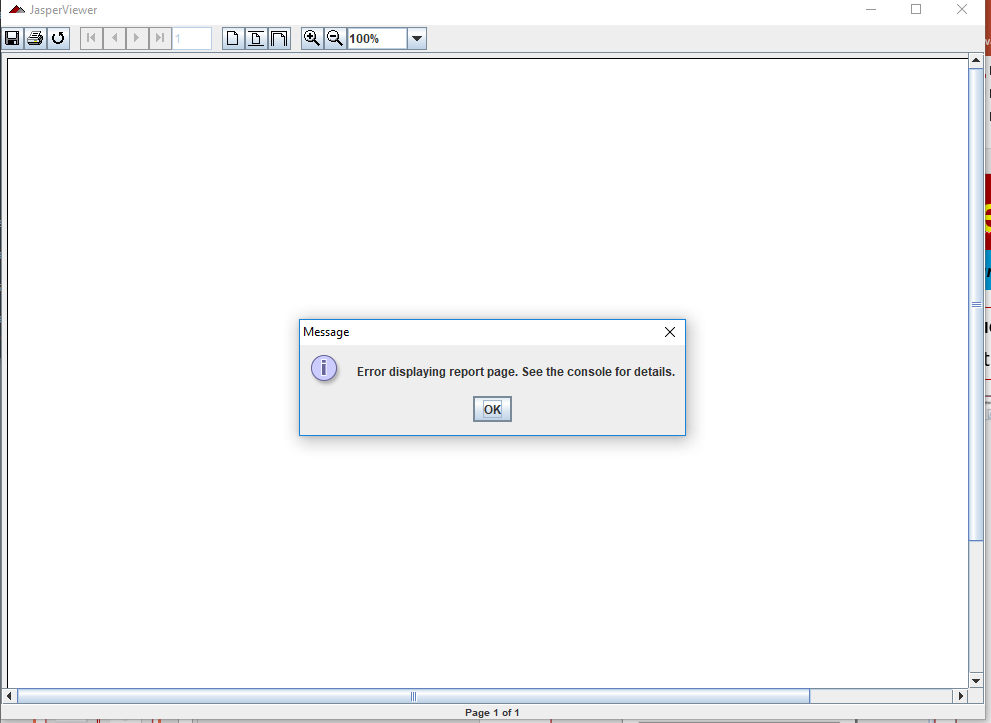 JasperViewer
1
100%
Message
i
Error displaying report page. See the console for details.
OK
Page 1 of 1